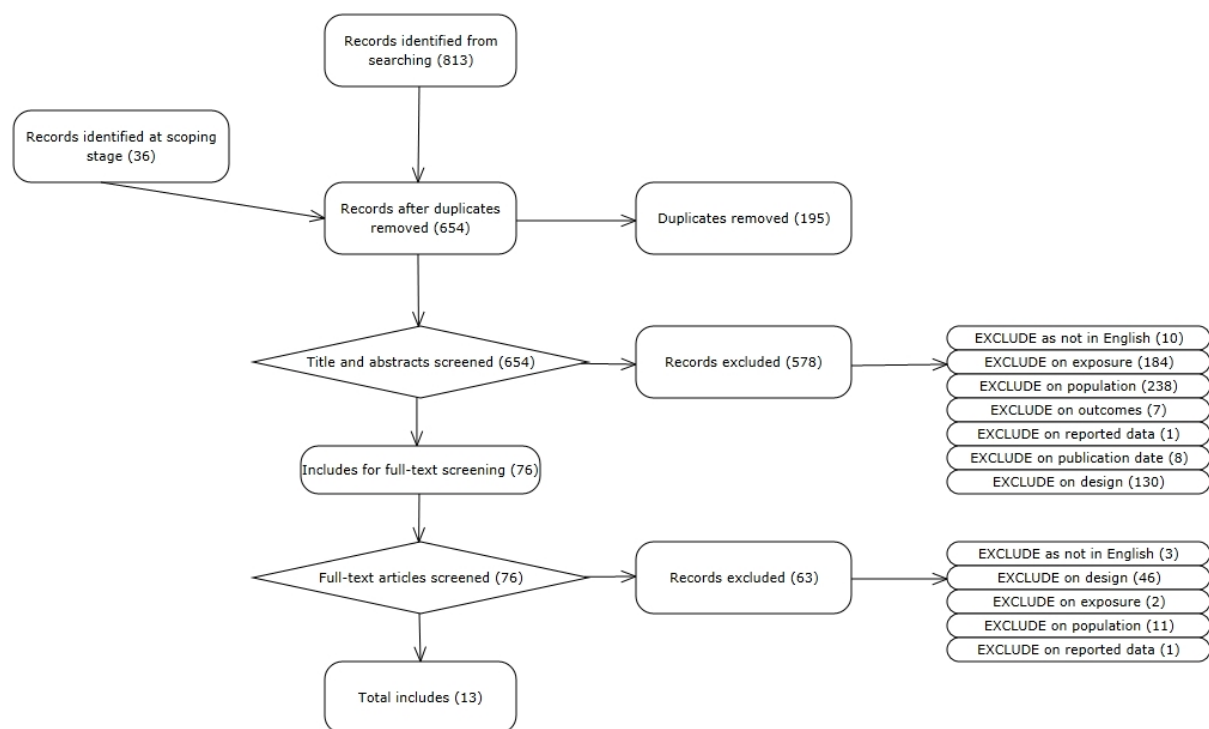 Records identified from
searching (813)
Records identified at scoping
stage (36)
Records after duplicates
removed (654)
Duplicates removed (195)
Title and abstracts screened (654)
Records excluded (578)
EXCLUDE as not in English (10)
EXCLUDE on exposure (184)
EXCLUDE on population (238)
EXCLUDE on outcomes (7)
EXCLUDE on reported data (1)
EXCLUDE on publication date (8)
EXCLUDE on design (130)
Includes for full-text screening (76)
Full-text articles screened (76)
Records excluded (63)
EXCLUDE as not in English (3)
EXCLUDE on design (46)
EXCLUDE on exposure (2)
EXCLUDE on population (11)
EXCLUDE on reported data (1)
Total includes (13)